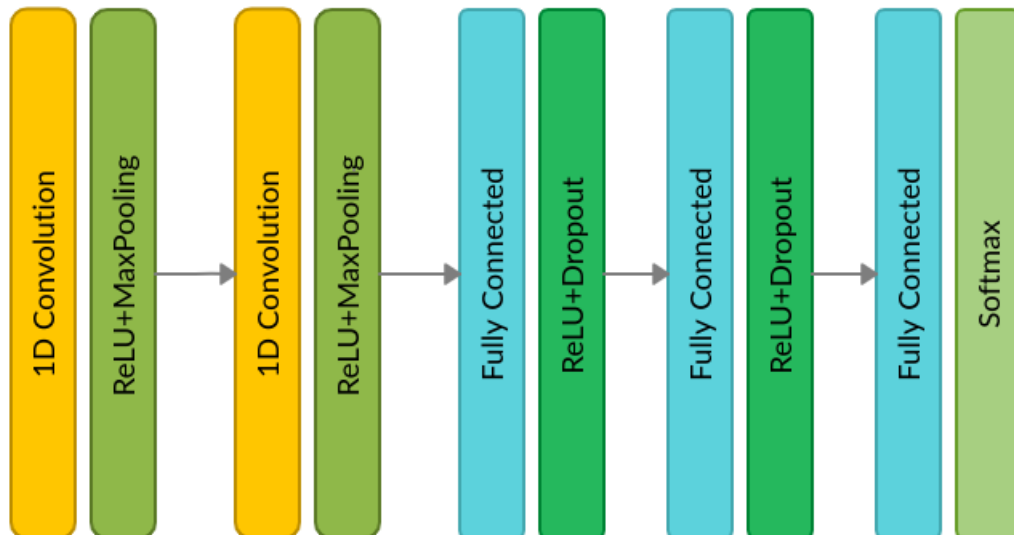 1D Convolution
ReLU+MaxPooling
1D Convolution
ReLU+MaxPooling
Fully Connected
ReLU+Dropout
Fully Connected
ReLU+Dropout
Fully Connected
Softmax